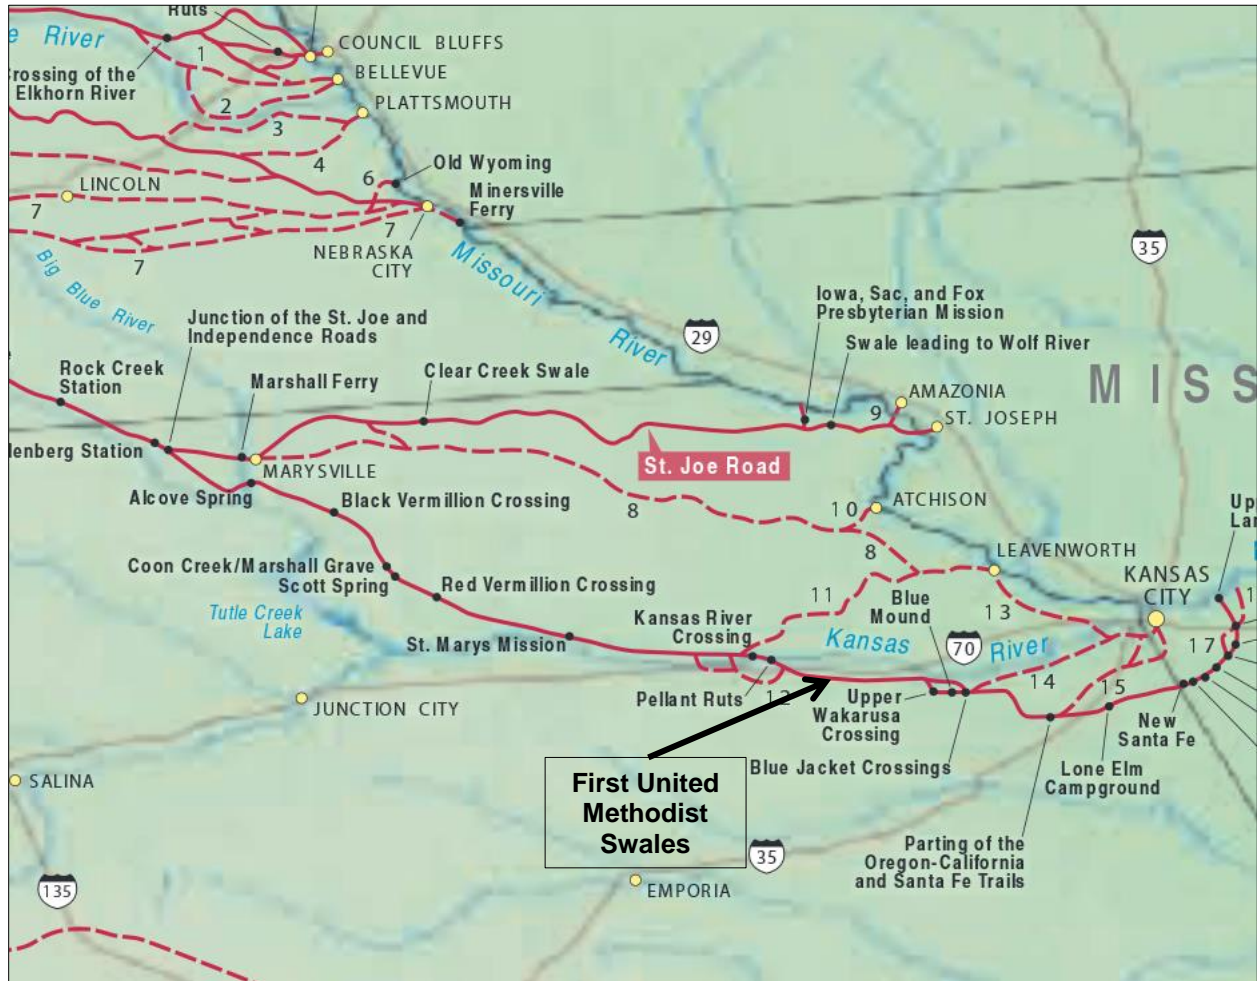 Ruts
e River
COUNCIL BLUFFS
1
BELLEVUE
Crossing of the
Elkhorn River
2
PLATTSMOUTH
3
4
Old Wyoming
6
LINCOLN
Minersville
Ferry
7
7
NEBRASKA
CITY
7
Missouri
River
Big Blue River
35
29
Iowa, Sac, and Fox
Presbyterian Mission
Junction of the St. Joe and
Independence Roads
Swale leading to Wolf River
Rock Creek
Station
Marshall Ferry
Clear Creek Swale
MISS
AMAZONIA
9
ST. JOSEPH
lenberg Station
MARYSVILLE
St. Joe Road
Alcove Spring
Black Vermillion Crossing
8
10
ATCHISON
8
LEAVENWORTH
Coon Creek/Marshall Grave
Scott Spring
Red Vermillion Crossing
11
Blue
Mound
13
KANSAS
CITY
Tutle Creek
Lake
Kansas River
Crossing
St. Marys Mission
Kansas
River
70
17
Pellant Ruts
12
Upper
Wakarusa
Crossing
14
15
New
Santa Fe
JUNCTION CITY
Blue Jacket Crossings
Lone Elm
Campground
SALINA
First United
Methodist
Swales
35
Parting of the
Oregon-California
and Santa Fe Trails
135
EMPORIA